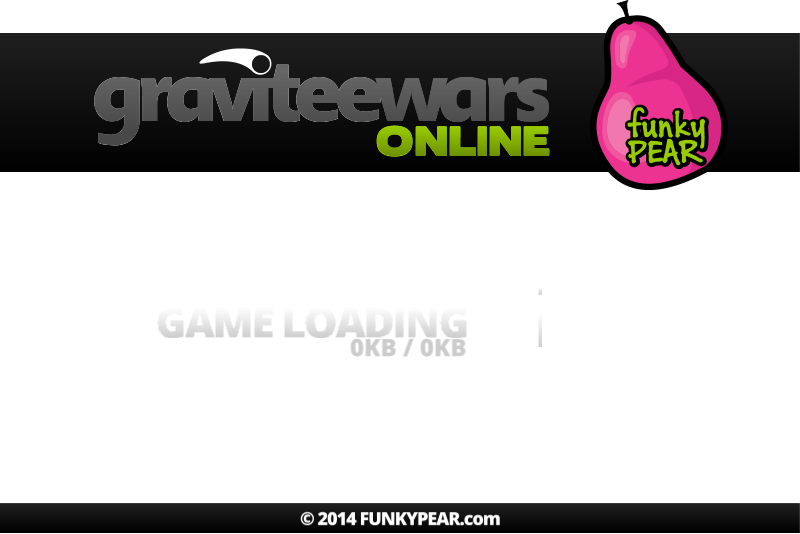 graviteewars
ONLINE
funky
PEAR
GAME LOADING
0KB / 0KB
© 2014 FUNKYPEAR.com